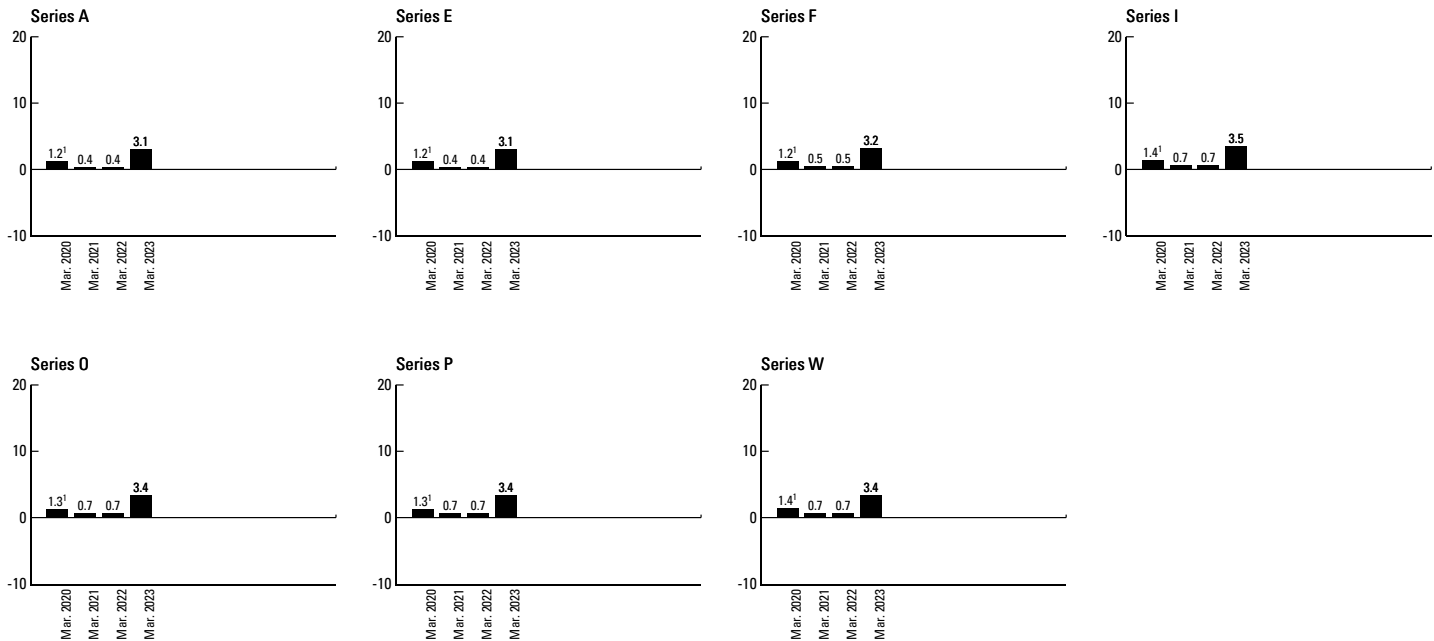 Series A
20
10
0
-10
1.2¹
0.4
0.4
3.1
Mar. 2020
Mar. 2021
Mar. 2022
Mar. 2023
Series E
20
10
0
-10
1.2¹
0.4
0.4
3.1
Mar. 2020
Mar. 2021
Mar. 2022
Mar. 2023
Series F
20
10
0
-10
1.2¹
0.5
0.5
3.2
Mar. 2020
Mar. 2021
Mar. 2022
Mar. 2023
Series I
20
10
0
-10
1.4¹
0.7
0.7
3.5
Mar. 2020
Mar. 2021
Mar. 2022
Mar. 2023
Series O
20
10
0
-10
1.3¹
0.7
0.7
3.4
Mar. 2020
Mar. 2021
Mar. 2022
Mar. 2023
Series P
20
10
0
-10
1.3¹
0.7
0.7
3.4
Mar. 2020
Mar. 2021
Mar. 2022
Mar. 2023
Series W
20
10
0
-10
1.4¹
0.7
0.7
3.4
Mar. 2020
Mar. 2021
Mar. 2022
Mar. 2023